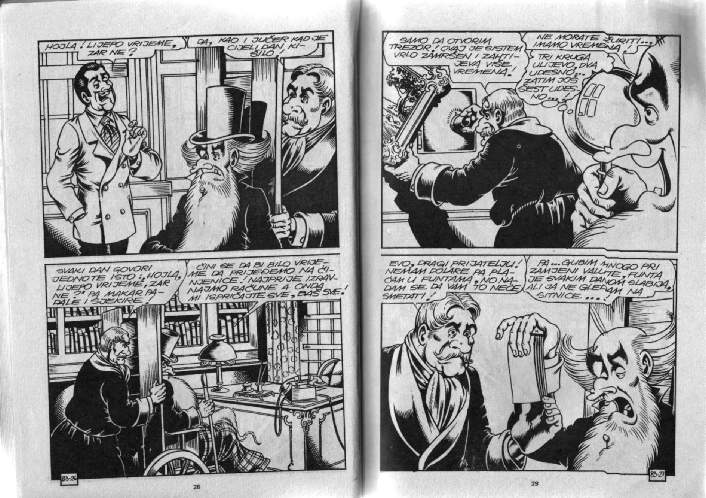 HOJLA! LIJEPO VRIJEME,
ZAR NE?
DA, KAO I JUČER KAD JE
CIJELI DAN KI-
ŠILO!
SVAKI DAN GOVORI
JEDNO TE ISTO: HOJLA,
LIJEPO VRIJEME, ZAR
NE?, PA MAKAR PA-
DALE I SJEKIRE!
ČINI SE DA BI BILO VRIJE-
ME DA PRIJEĐEMO NA ČI-
NJENICE! NAJPRIJE IZRAV-
NAJMO RAČUNE A ONDA
MI ISPRIČAJTE SVE, BAŠ SVE!
28
SAMO DA OTVORIM
TREZOR! OVAJ JE SISTEM
VRLO ZAMRŠEN I ZAHTI-
JEVA VIŠE
VREMENA!
NE MORATE ŽURITI...
IMAMO VREMENA!
TRI KRUGA
ULIJEVO, DVA
UDESNO...
ZATIM JOŠ
ŠEST UDES-
NO...
EVO, DRAGI PRIJATELJU!
NEMAM DOLARE PA PLA-
ĆAM U FUNTAMA, NO NA-
DAM SE DA VAM TO NEĆE
SMETATI!
PA... GUBIM MNOGO PRI
ZAMJENI VALUTE, FUNTA
JE SVAKIM DANOM SLABIJA,
ALI JA NE GLEDAM NA
SITNICE...!
29